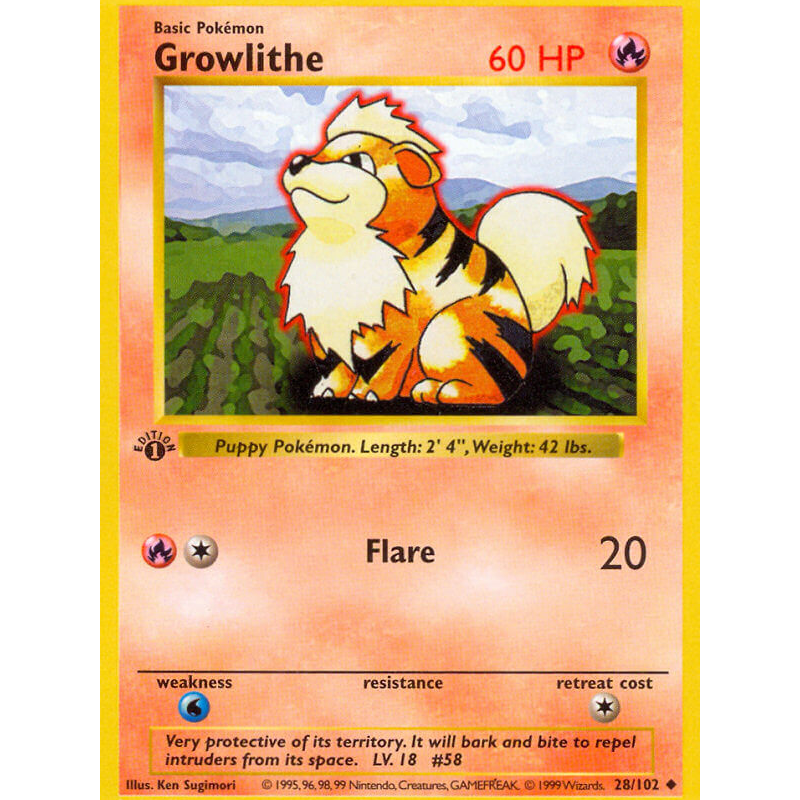 Basic Pokémon
Growlithe 60 HP
EDITION 1
Puppy Pokémon. Length: 2' 4", Weight: 42 lbs.
Flare 20
weakness resistance retreat cost
Very protective of its territory. It will bark and bite to repel
intruders from its space. LV. 18 #58
Illus. Ken Sugimori © 1995, 96, 98, 99 Nintendo, Creatures, GAMEFREAK. © 1999 Wizards. 28/102 ◆